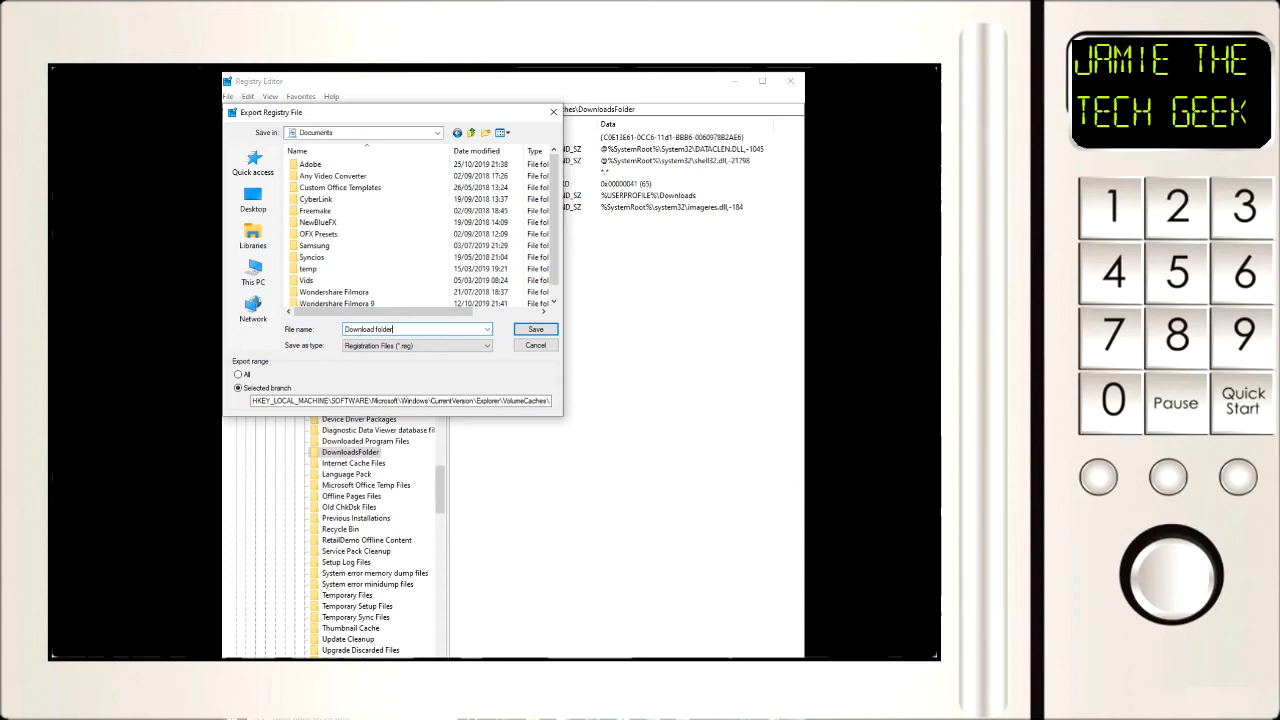 JAMIE THE
TECH GEEK
Registry Editor
File Edit View Favorites Help
Export Registry File
Save in: Documents
Name Date modified Type
Adobe 25/10/2019 21:38 File fol
Any Video Converter 02/09/2018 17:26 File fol
Custom Office Templates 26/05/2018 13:24 File fol
CyberLink 19/09/2018 13:37 File fol
Freemake 02/09/2018 18:45 File fol
NewBlueFX 19/09/2018 14:09 File fol
OFX Presets 02/09/2018 12:09 File fol
Samsung 03/07/2018 21:29 File fol
Syncios 12/09/2018 21:04 File fol
temp 15/03/2019 19:21 File fol
Vids 05/03/2019 08:24 File fol
Wondershare Filmora 21/07/2018 18:37 File fol
Wondershare Filmora 9 12/10/2019 21:41 File fol
Quick access
Desktop
Libraries
This PC
Network
File name: Download folder
Save
Save as type: Registration Files (*.reg)
Cancel
Export range
All
Selected branch
HKEY_LOCAL_MACHINE\SOFTWARE\Microsoft\Windows\CurrentVersion\Explorer\VolumeCaches\
hes\DownloadsFolder
Data
{C0E13E61-0CC6-11d1-BBB6-0060978B2AE6}
ND_SZ @%SystemRoot%\System32\DATACLEN.DLL,-1045
ND_SZ @%SystemRoot%\system32\shell32.dll,-21798
*.*
RD 0x00000041 (65)
ND_SZ %USERPROFILE%\Downloads
ND_SZ %SystemRoot%\system32\imageres.dll,-184
Device Driver Packages
Diagnostic Data Viewer database fil
Downloaded Program Files
DownloadsFolder
Internet Cache Files
Language Pack
Microsoft Office Temp Files
Offline Pages Files
Old ChkDsk Files
Previous Installations
Recycle Bin
RetailDemo Offline Content
Service Pack Cleanup
Setup Log Files
System error memory dump files
System error minidump files
Temporary Files
Temporary Setup Files
Temporary Sync Files
Thumbnail Cache
Update Cleanup
Upgrade Discarded Files
1 2 3
4 5 6
7 8 9
0 Pause Quick
Start